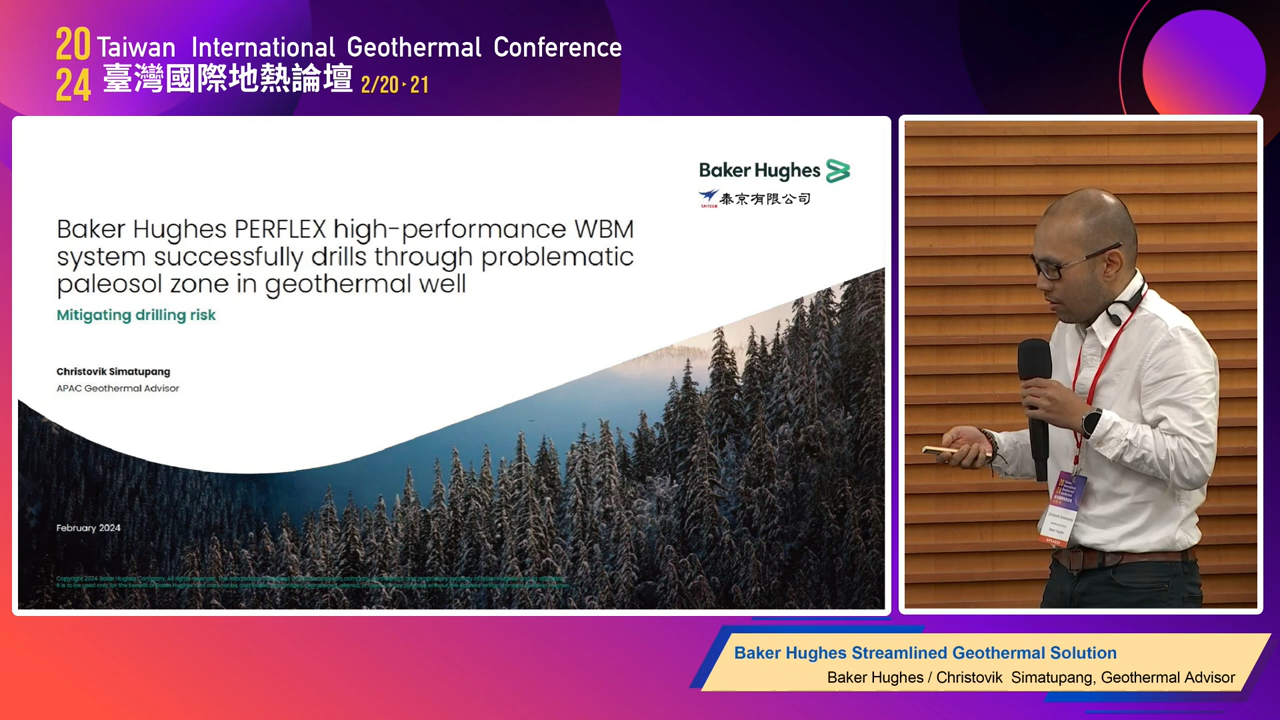 2024 Taiwan International Geothermal Conference
臺灣國際地熱論壇 2/20・21
Baker Hughes
TAITECH 泰京有限公司
Baker Hughes PERFLEX high-performance WBM
system successfully drills through problematic
paleosol zone in geothermal well
Mitigating drilling risk
Christovik Simatupang
APAC Geothermal Advisor
February 2024
Baker Hughes Streamlined Geothermal Solution
Baker Hughes / Christovik Simatupang, Geothermal Advisor